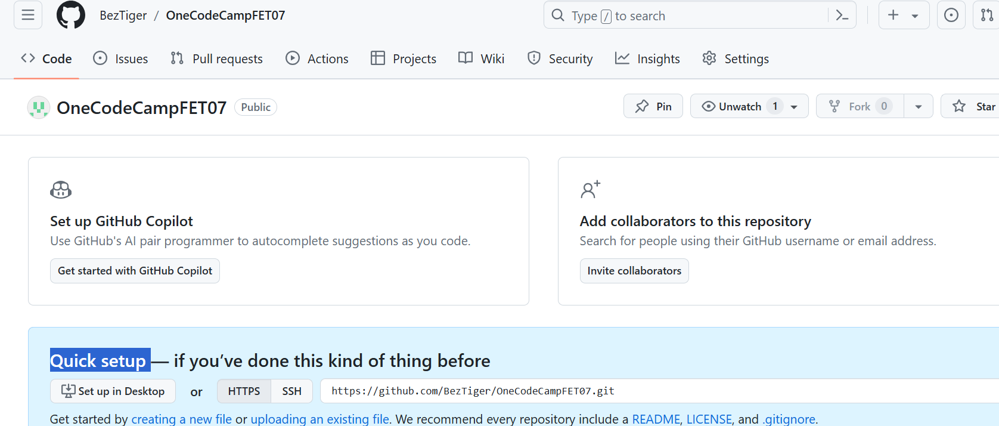 BezTiger / OneCodeCampFET07
Type / to search
Code Issues Pull requests Actions Projects Wiki Security Insights Settings
OneCodeCampFET07 Public
Pin Unwatch 1 Fork 0 Star
Set up GitHub Copilot
Use GitHub's AI pair programmer to autocomplete suggestions as you code.
Get started with GitHub Copilot
Add collaborators to this repository
Search for people using their GitHub username or email address.
Invite collaborators
Quick setup — if you’ve done this kind of thing before
Set up in Desktop or HTTPS SSH https://github.com/BezTiger/OneCodeCampFET07.git
Get started by creating a new file or uploading an existing file. We recommend every repository include a README, LICENSE, and .gitignore.